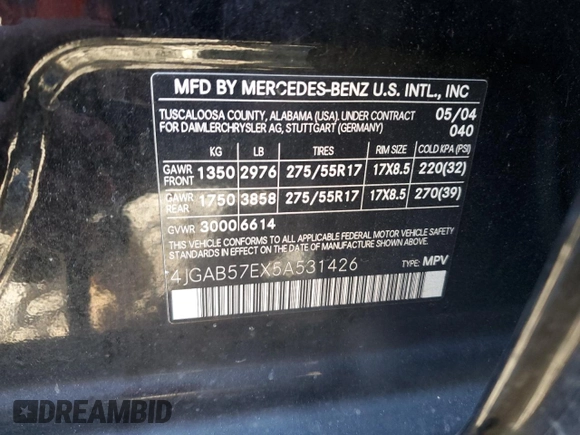 MFD BY MERCEDES-BENZ U.S. INTL., INC
TUSCALOOSA COUNTY, ALABAMA (USA). UNDER CONTRACT 05/04
FOR DAIMLERCHRYSLER AG, STUTTGART (GERMANY) 040
KG LB TIRES RIMS COLD KPA (PSI)
GAWR FRONT 1350 2976 275/55R17 17X8.5 220(32)
GAWR REAR 1750 3858 275/55R17 17X8.5 270(39)
GVWR 3000 6614
THIS VEHICLE CONFORMS TO ALL APPLICABLE FEDERAL MOTOR VEHICLE SAFETY
STANDARDS IN EFFECT ON THE DATE OF MANUFACTURE SHOWN ABOVE.
4JGAB57EX5A531426 TYPE: MPV
DREAMBID